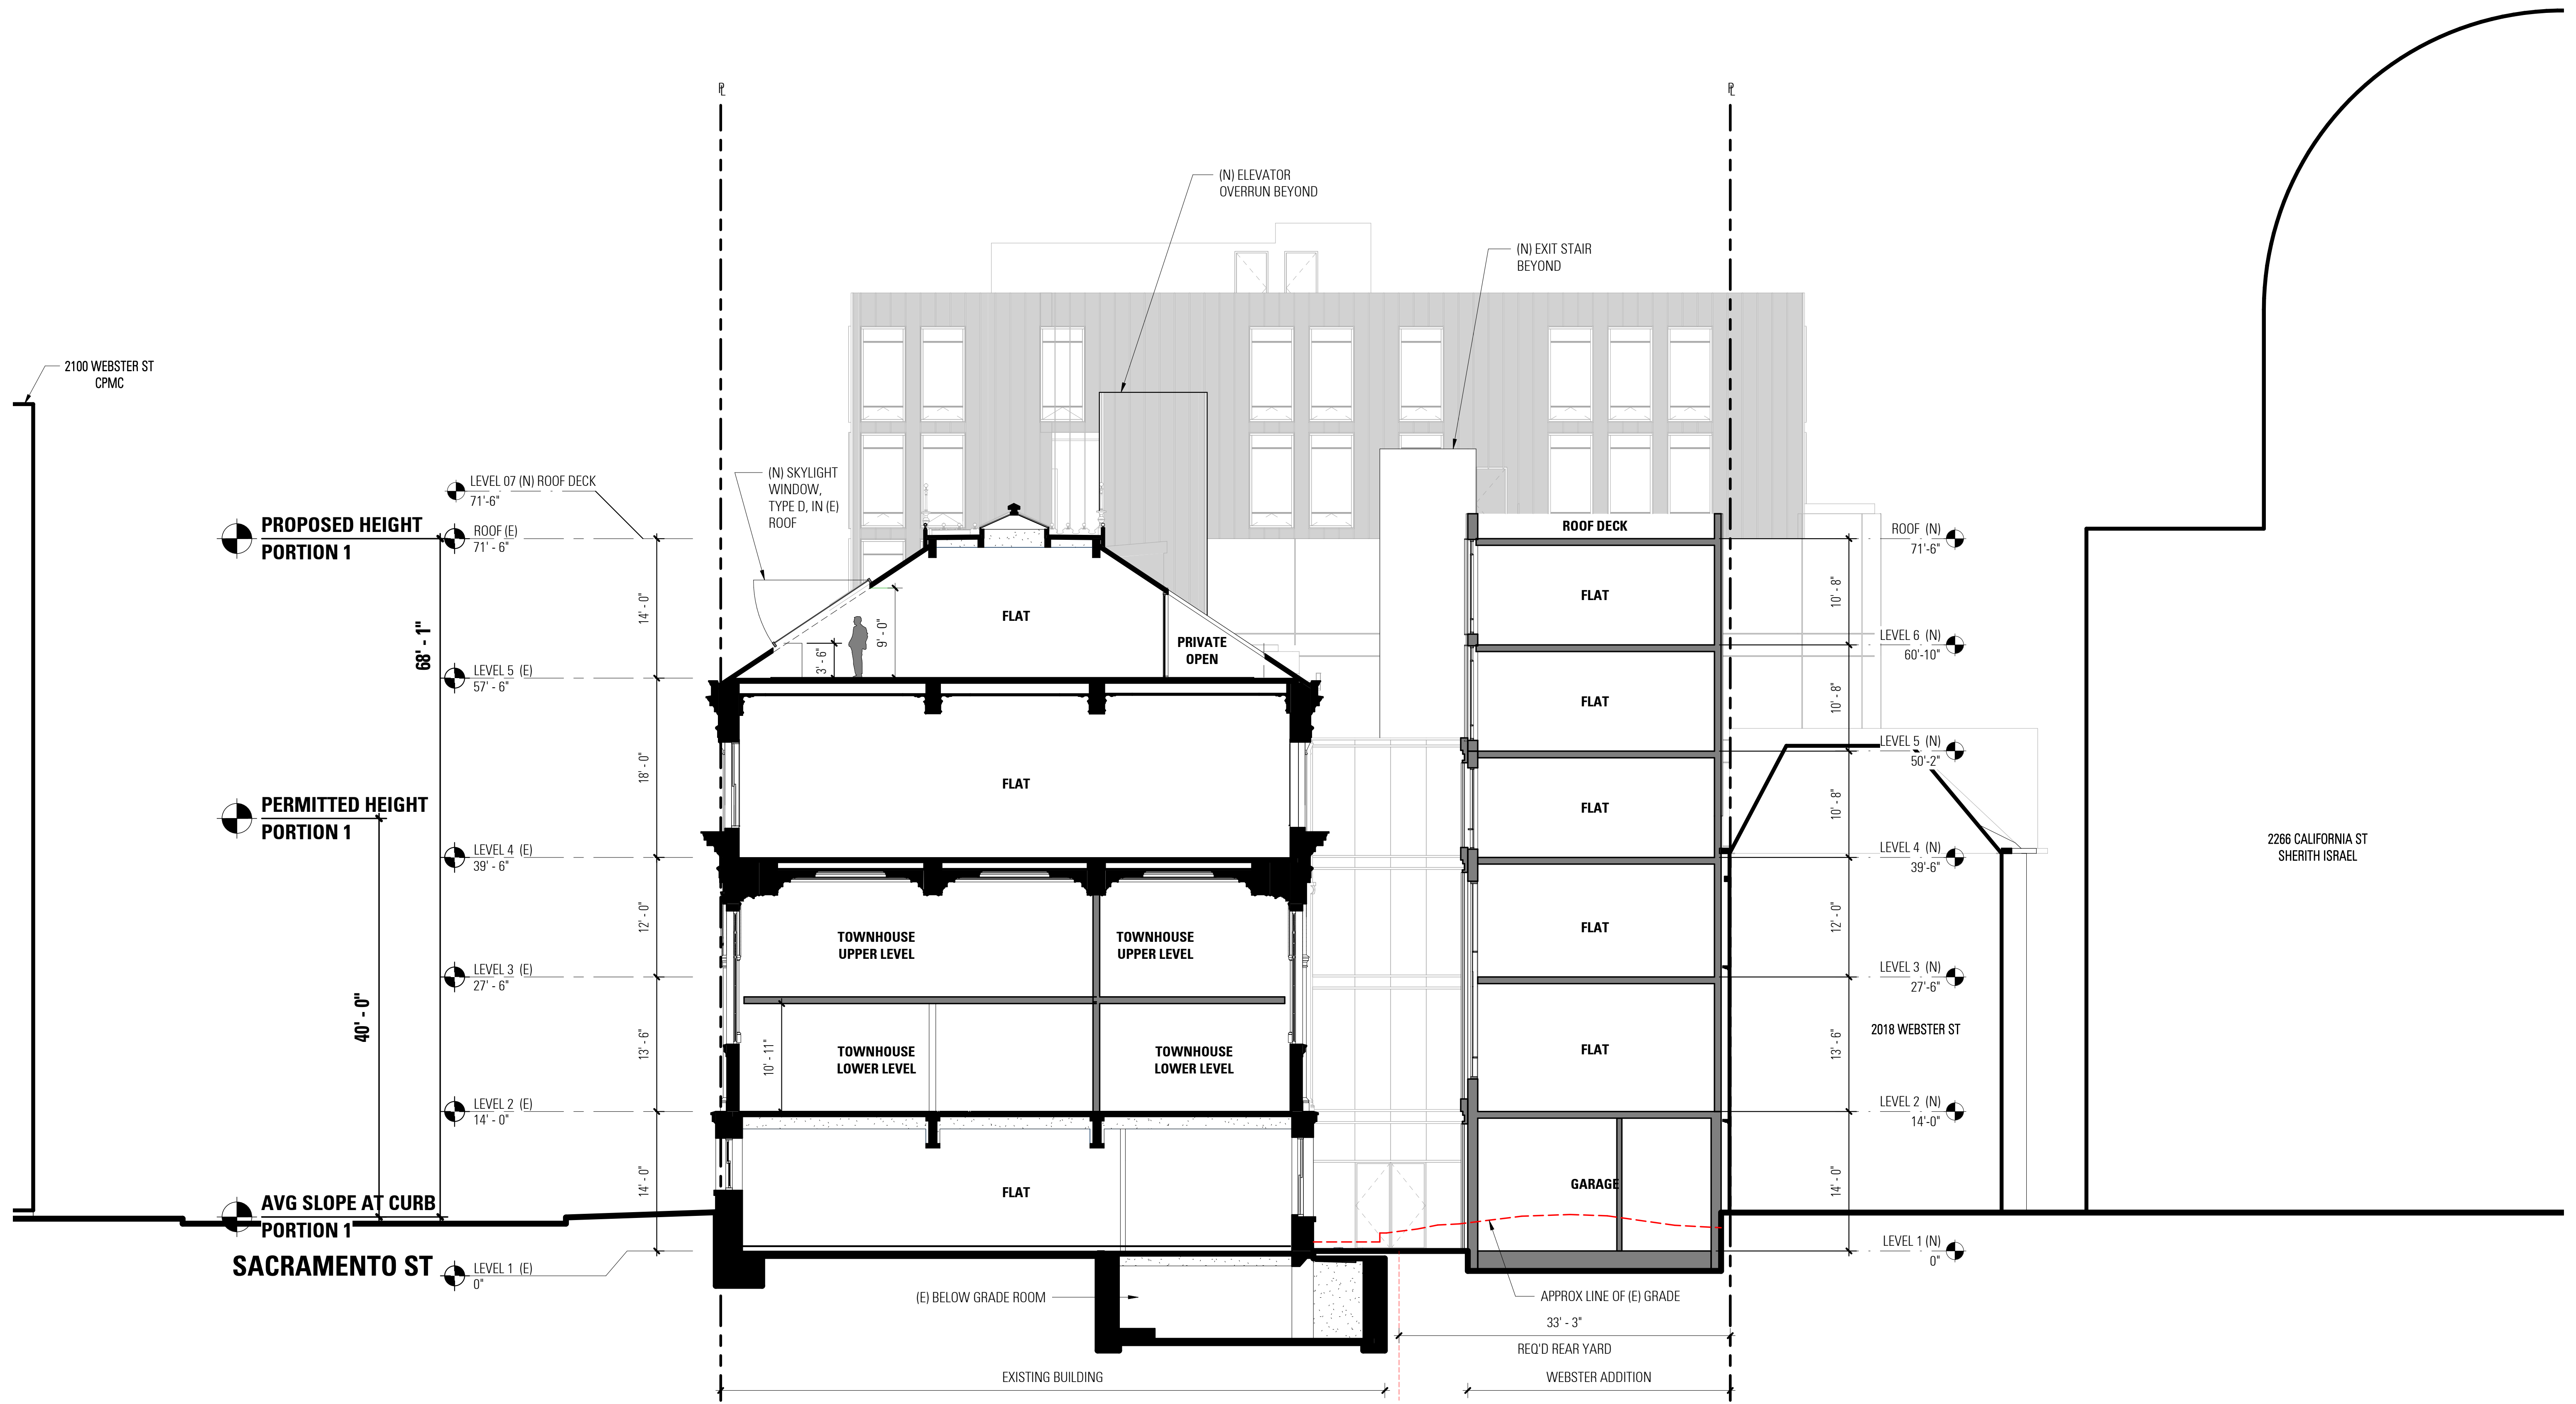 PL
PL
(N) ELEVATOR
OVERRUN BEYOND
(N) EXIT STAIR
BEYOND
2100 WEBSTER ST
CPMC
(N) SKYLIGHT
WINDOW,
TYPE D, IN (E)
ROOF
LEVEL 07 (N) ROOF DECK
71'-6"
PROPOSED HEIGHT
PORTION 1
ROOF (E)
71' - 6"
ROOF DECK
ROOF (N)
71'-6"
14' - 0"
FLAT
FLAT
10' - 8"
9' - 0"
3' - 6"
68' - 1"
PRIVATE
OPEN
LEVEL 6 (N)
60'-10"
LEVEL 5 (E)
57' - 6"
FLAT
10' - 8"
LEVEL 5 (N)
50'-2"
18' - 0"
FLAT
FLAT
10' - 8"
PERMITTED HEIGHT
PORTION 1
LEVEL 4 (E)
39' - 6"
LEVEL 4 (N)
39'-6"
2266 CALIFORNIA ST
SHERITH ISRAEL
12' - 0"
TOWNHOUSE
UPPER LEVEL
TOWNHOUSE
UPPER LEVEL
FLAT
12' - 0"
LEVEL 3 (E)
27' - 6"
LEVEL 3 (N)
27'-6"
40' - 0"
13' - 6"
10' - 11"
TOWNHOUSE
LOWER LEVEL
TOWNHOUSE
LOWER LEVEL
FLAT
13' - 6"
2018 WEBSTER ST
LEVEL 2 (E)
14' - 0"
LEVEL 2 (N)
14'-0"
14' - 0"
FLAT
GARAGE
14' - 0"
AVG SLOPE AT CURB
PORTION 1
SACRAMENTO ST
LEVEL 1 (E)
0"
LEVEL 1 (N)
0"
(E) BELOW GRADE ROOM
APPROX LINE OF (E) GRADE
33' - 3"
REQ'D REAR YARD
EXISTING BUILDING
WEBSTER ADDITION